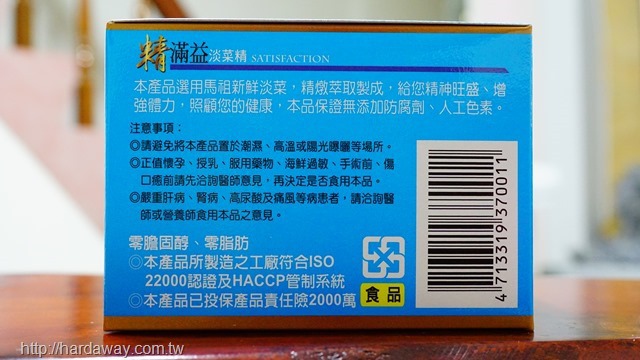 精滿益淡菜精 SATISFACTION
本產品選用馬祖新鮮淡菜，精燉萃取製成，給您精神旺盛、增
強體力，照顧您的健康，本品保證無添加防腐劑、人工色素。
注意事項：
◎請避免將本產品置於潮濕、高溫或陽光曝曬等場所。
◎正值懷孕、授乳、服用藥物、海鮮過敏、手術前、傷
口癒前請先洽詢醫師意見，再決定是否食用本品。
◎嚴重肝病、腎病、高尿酸及痛風等病患者，請洽詢醫
師或營養師食用本品之意見。
零膽固醇、零脂肪
◎本產品所製造之工廠符合ISO
22000認證及HACCP管制系統
◎本產品已投保產品責任險2000萬
食品
4 713319 370011
http://hardaway.com.tw